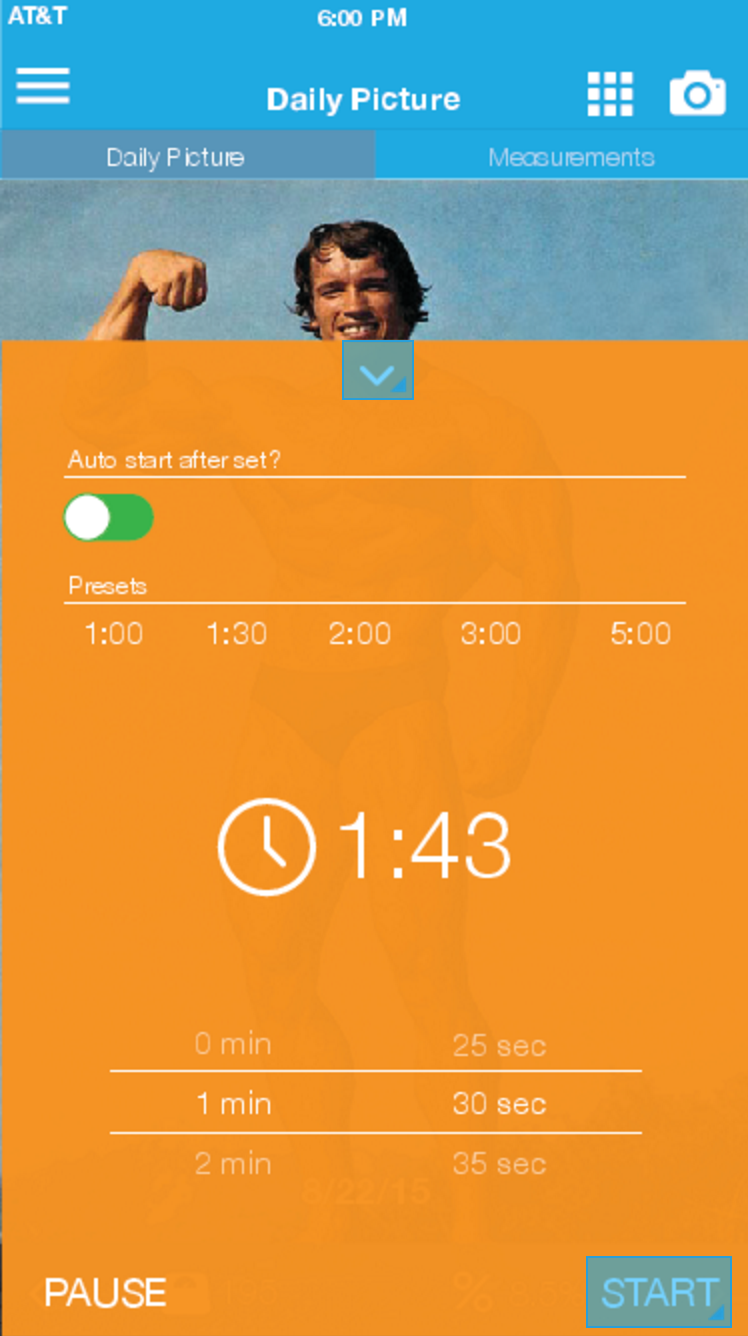 AT&T 6:00 PM
Daily Picture
Daily Picture Measurements
Auto start after set?
Presets
1:00 1:30 2:00 3:00 5:00
1:43
0 min 25 sec
1 min 30 sec
2 min 35 sec
8/22/15
PAUSE 195 % START